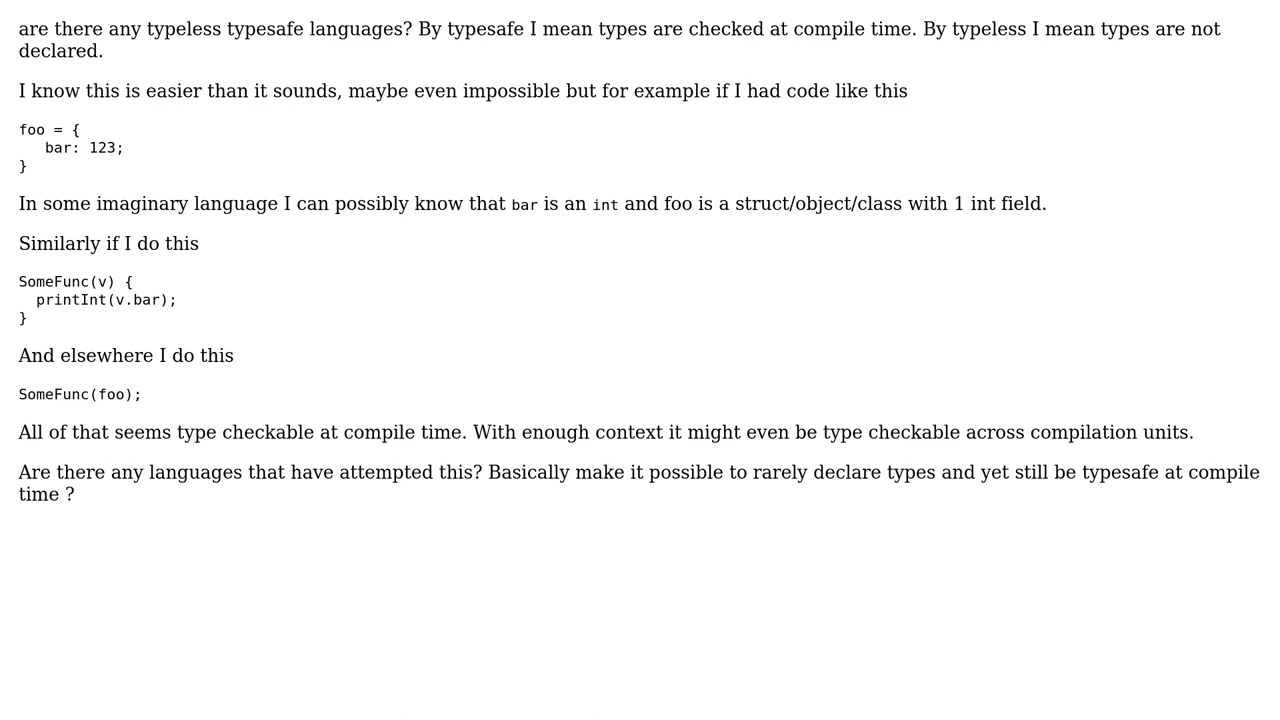 are there any typeless typesafe languages? By typesafe I mean types are checked at compile time. By typeless I mean types are not
declared.
I know this is easier than it sounds, maybe even impossible but for example if I had code like this
foo = {
   bar: 123;
}
In some imaginary language I can possibly know that bar is an int and foo is a struct/object/class with 1 int field.
Similarly if I do this
SomeFunc(v) {
  printInt(v.bar);
}
And elsewhere I do this
SomeFunc(foo);
All of that seems type checkable at compile time. With enough context it might even be type checkable across compilation units.
Are there any languages that have attempted this? Basically make it possible to rarely declare types and yet still be typesafe at compile
time ?